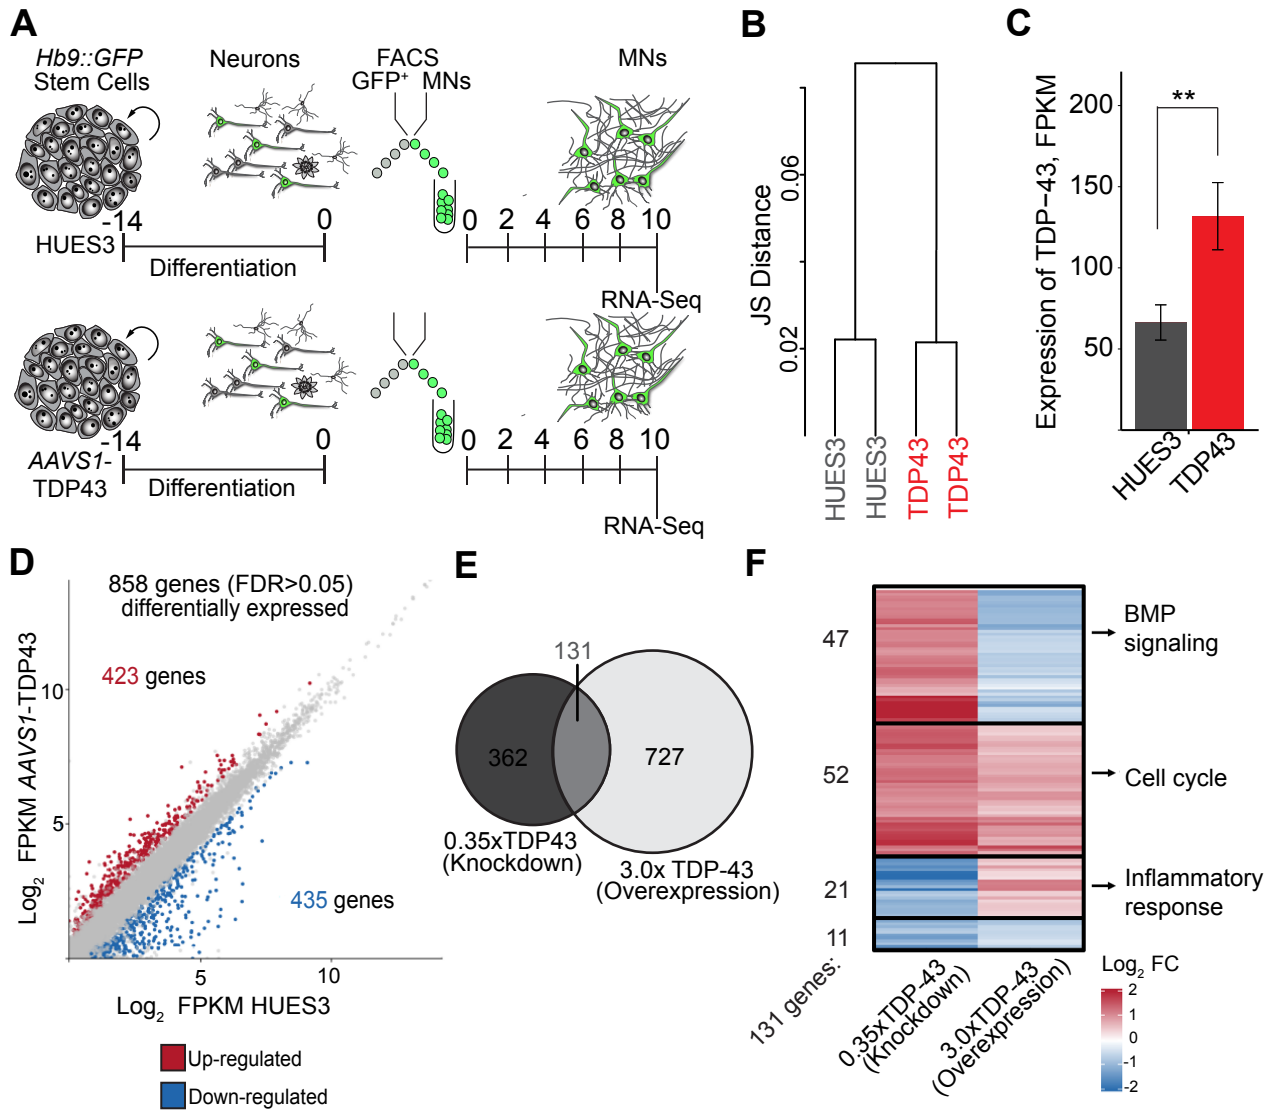 A
Hb9::GFP
Stem Cells
Neurons
FACS
GFP+ MNs
MNs
-14
0
0 2 4 6 8 10
HUES3
Differentiation
RNA-Seq
-14
0
0 2 4 6 8 10
AAVS1-
TDP43
Differentiation
RNA-Seq
B
JS Distance
0.06
0.02
HUES3
HUES3
TDP43
TDP43
C
Expression of TDP-43, FPKM
200
150
100
50
**
HUES3
TDP43
D
858 genes (FDR>0.05)
differentially expressed
423 genes
435 genes
Log2 FPKM AAVS1-TDP43
10
5
5
10
Log2 FPKM HUES3
Up-regulated
Down-regulated
E
131
362
727
0.35xTDP43
(Knockdown)
3.0x TDP-43
(Overexpression)
F
47
52
21
11
131 genes:
BMP
signaling
Cell cycle
Inflammatory
response
0.35xTDP-43
(Knockdown)
3.0xTDP-43
(Overexpression)
Log2 FC
2
1
0
0
-1
-2